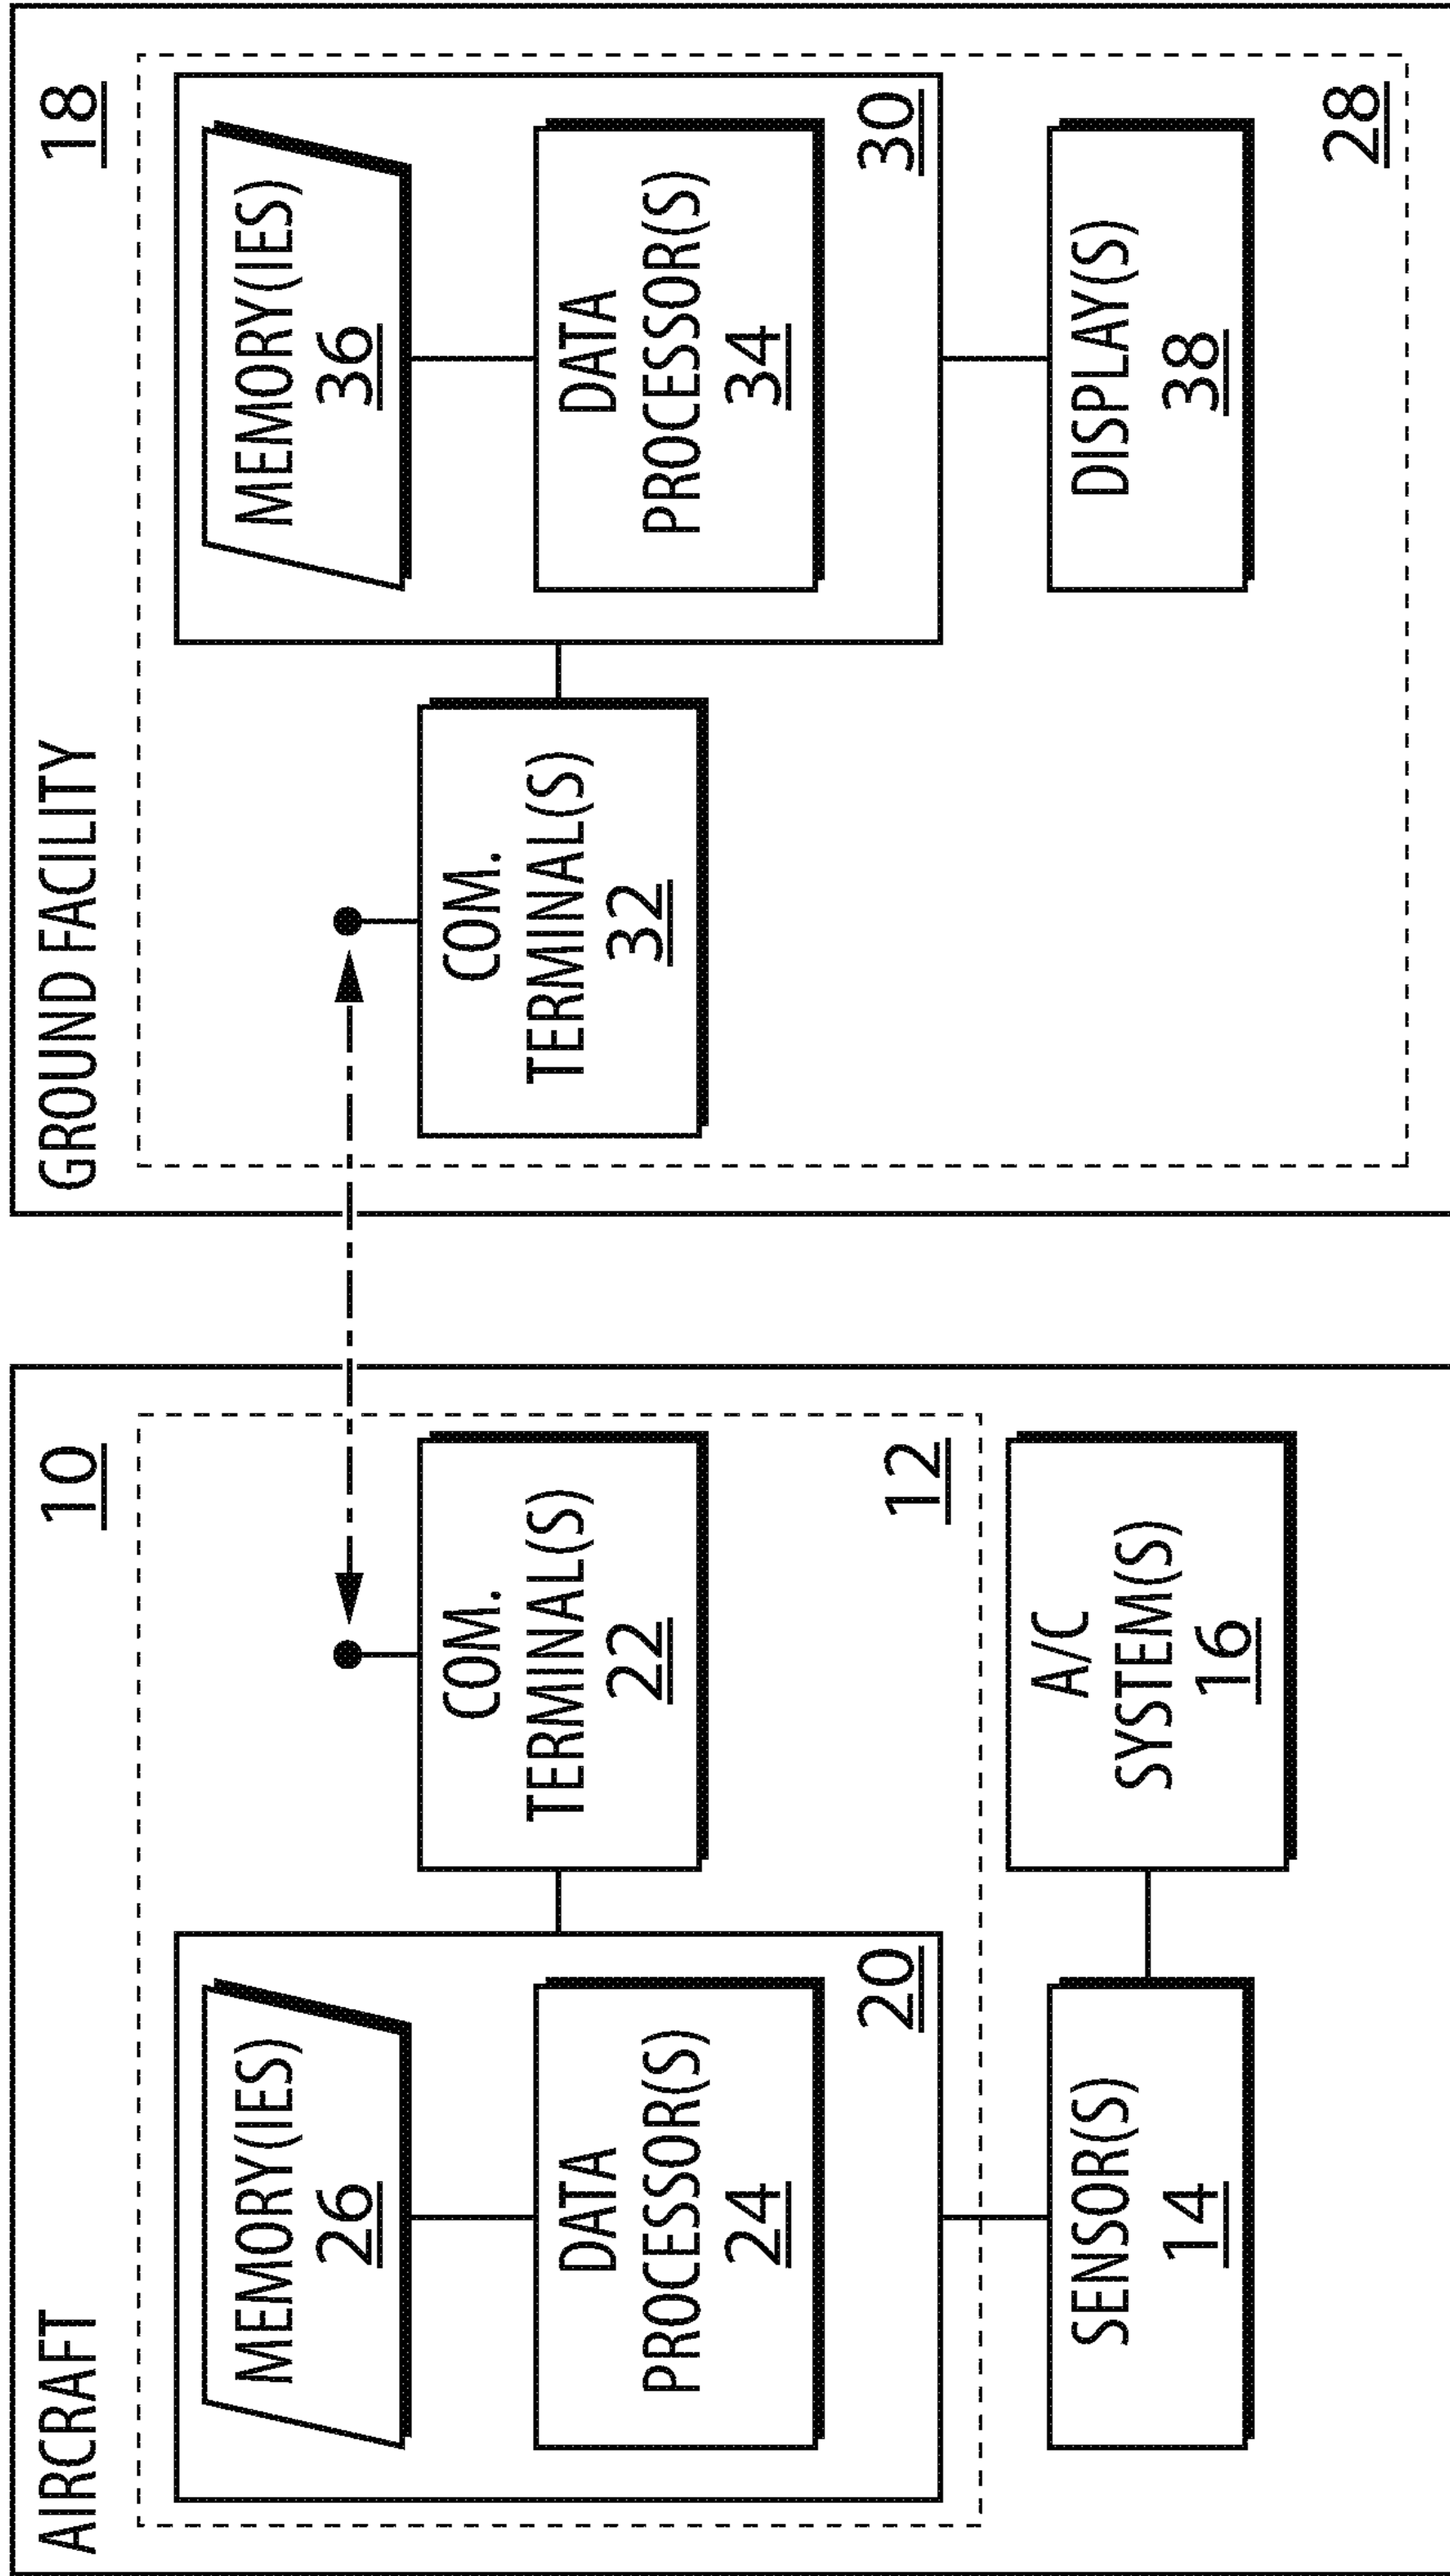 AIRCRAFT
10
MEMORY(IES)
26
DATA
PROCESSOR(S)
24
20
COM.
TERMINAL(S)
22
12
SENSOR(S)
14
A/C
SYSTEM(S)
16
GROUND FACILITY
18
COM.
TERMINAL(S)
32
MEMORY(IES)
36
DATA
PROCESSOR(S)
34
30
DISPLAY(S)
38
28